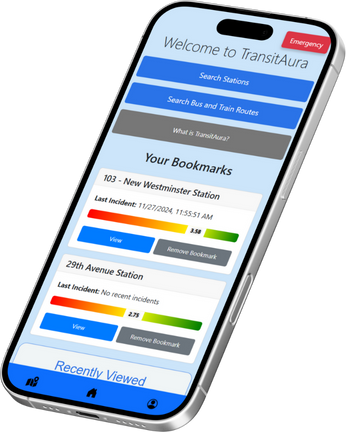 Emergency
Welcome to TransitAura
Search Stations
Search Bus and Train Routes
What is TransitAura?
Your Bookmarks
103 - New Westminster Station
Last Incident: 11/27/2024, 11:55:51 AM
3.58
View
Remove Bookmark
29th Avenue Station
Last Incident: No recent incidents
2.75
View
Remove Bookmark
Recently Viewed